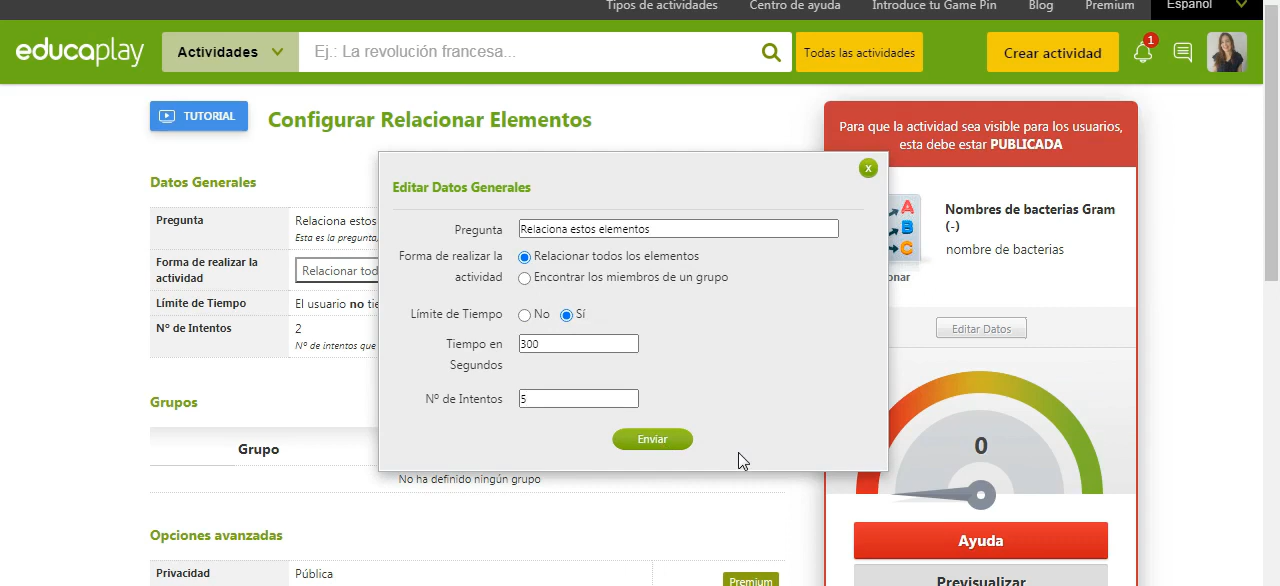 Tipos de actividades Centro de ayuda Introduce tu Game Pin Blog Premium Español
educaplay Actividades Ej.: La revolución francesa... Todas las actividades Crear actividad 1
TUTORIAL Configurar Relacionar Elementos
Para que la actividad sea visible para los usuarios,
esta debe estar PUBLICADA
Datos Generales
Pregunta Relaciona estos
Esta es la pregunta,
Forma de realizar la
actividad
Relacionar tod
Límite de Tiempo El usuario no tie
Nº de Intentos 2
Nº de intentos que
Grupos
Grupo
No ha definido ningún grupo
Opciones avanzadas
Privacidad Pública Premium
x
Editar Datos Generales
Pregunta Relaciona estos elementos
Forma de realizar la
actividad
Relacionar todos los elementos
Encontrar los miembros de un grupo
Límite de Tiempo No Sí
Tiempo en
Segundos
300
Nº de Intentos 5
Enviar
A
B
C
onar
Nombres de bacterias Gram
(-)
nombre de bacterias
Editar Datos
0
Ayuda
Previsualizar